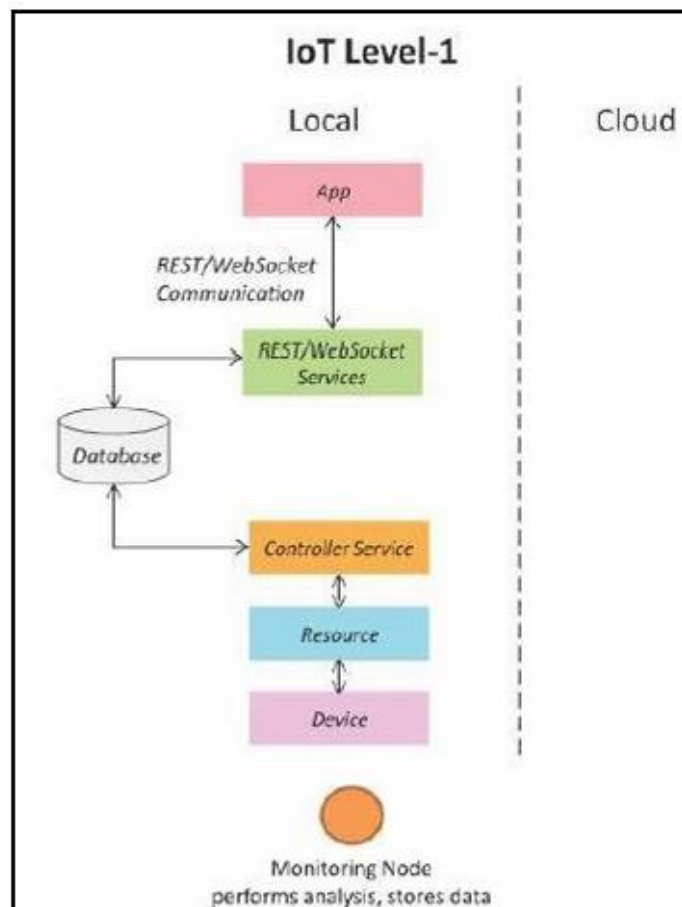 IoT Level-1
Local
Cloud
App
REST/WebSocket
Communication
REST/WebSocket
Services
Database
Controller Service
Resource
Device
Monitoring Node
performs analysis, stores data